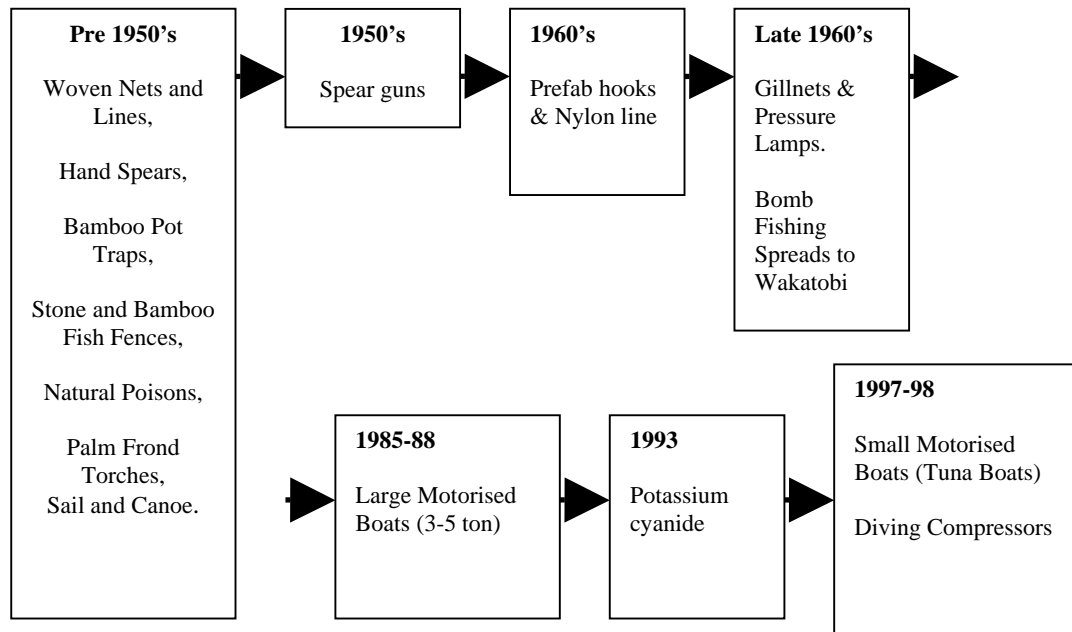 Pre 1950’s
Woven Nets and
Lines,
Hand Spears,
Bamboo Pot
Traps,
Stone and Bamboo
Fish Fences,
Natural Poisons,
Palm Frond
Torches,
Sail and Canoe.
1950’s
Spear guns
1960’s
Prefab hooks
& Nylon line
Late 1960’s
Gillnets &
Pressure
Lamps.
Bomb
Fishing
Spreads to
Wakatobi
1985-88
Large Motorised
Boats (3-5 ton)
1993
Potassium
cyanide
1997-98
Small Motorised
Boats (Tuna Boats)
Diving Compressors